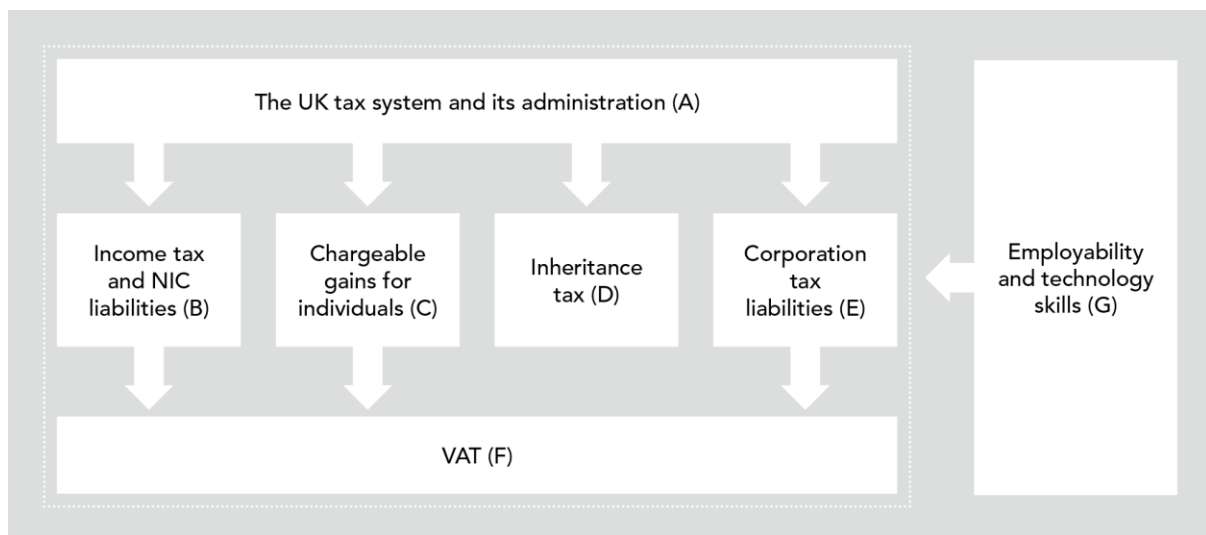 The UK tax system and its administration (A)
Income tax
and NIC
liabilities (B)
Chargeable
gains for
individuals (C)
Inheritance
tax (D)
Corporation
tax
liabilities (E)
Employability
and technology
skills (G)
VAT (F)